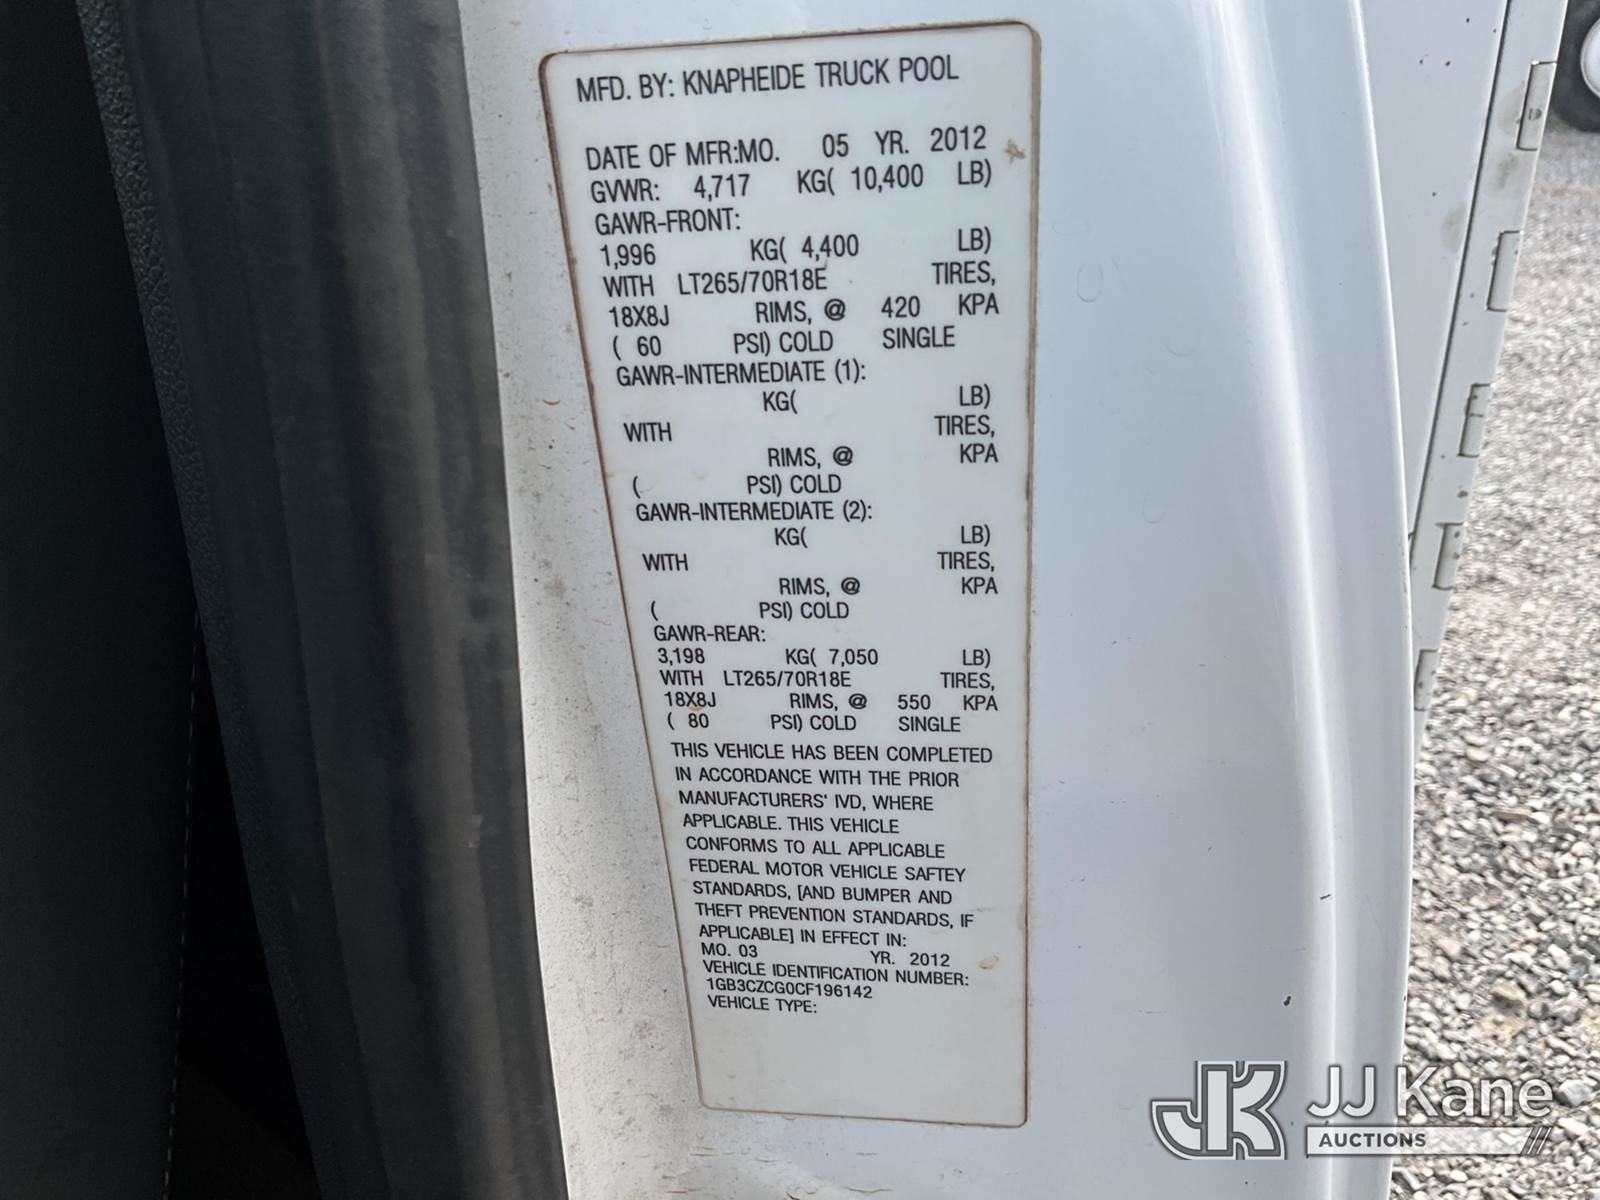 MFD. BY: KNAPHEIDE TRUCK POOL
DATE OF MFR:MO. 05 YR. 2012
GVWR: 4,717 KG( 10,400 LB)
GAWR-FRONT:
1,996 KG( 4,400 LB)
WITH LT265/70R18E TIRES,
18X8J RIMS, @ 420 KPA
( 60 PSI) COLD SINGLE
GAWR-INTERMEDIATE (1):
KG( LB)
WITH TIRES,
RIMS, @ KPA
( PSI) COLD
GAWR-INTERMEDIATE (2):
KG( LB)
WITH TIRES,
RIMS, @ KPA
( PSI) COLD
GAWR-REAR:
3,198 KG( 7,050 LB)
WITH LT265/70R18E TIRES,
18X8J RIMS, @ 550 KPA
( 80 PSI) COLD SINGLE
THIS VEHICLE HAS BEEN COMPLETED
IN ACCORDANCE WITH THE PRIOR
MANUFACTURERS' IVD, WHERE
APPLICABLE. THIS VEHICLE
CONFORMS TO ALL APPLICABLE
FEDERAL MOTOR VEHICLE SAFTEY
STANDARDS, [AND BUMPER AND
THEFT PREVENTION STANDARDS, IF
APPLICABLE] IN EFFECT IN:
MO. 03 YR. 2012
VEHICLE IDENTIFICATION NUMBER:
1GB3CZCG0CF196142
VEHICLE TYPE:
JK JJ Kane
AUCTIONS